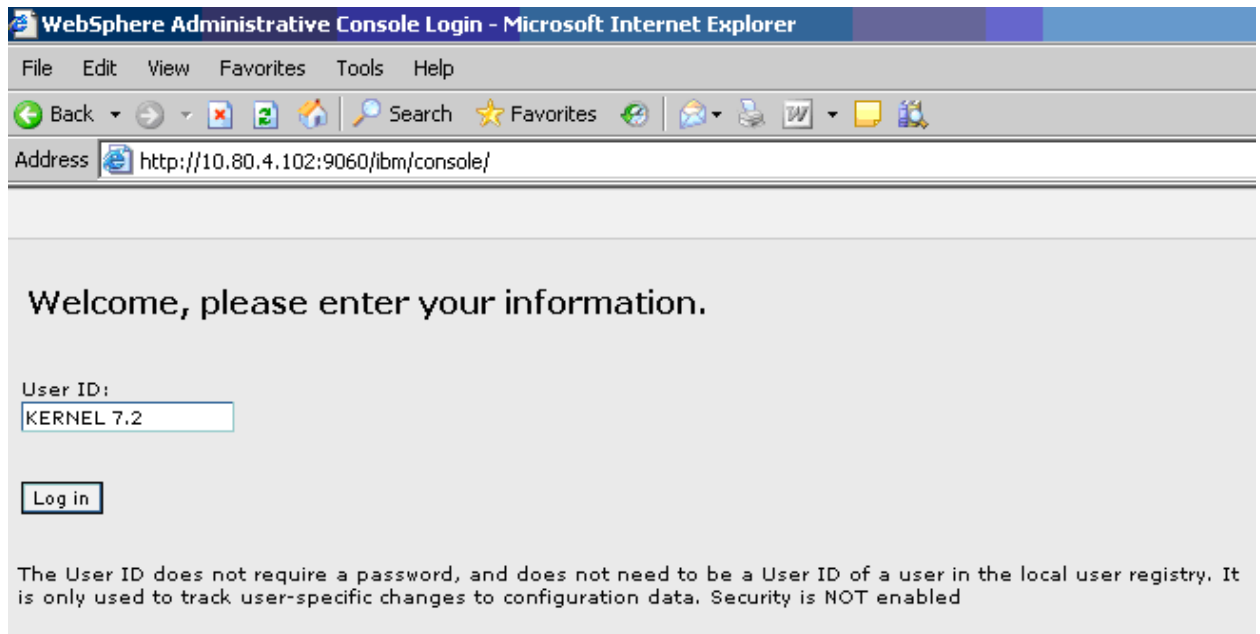 WebSphere Administrative Console Login - Microsoft Internet Explorer
File Edit View Favorites Tools Help
Back Search Favorites
Address http://10.80.4.102:9060/ibm/console/
Welcome, please enter your information.
User ID:
KERNEL 7.2
Log in
The User ID does not require a password, and does not need to be a User ID of a user in the local user registry. It
is only used to track user-specific changes to configuration data. Security is NOT enabled